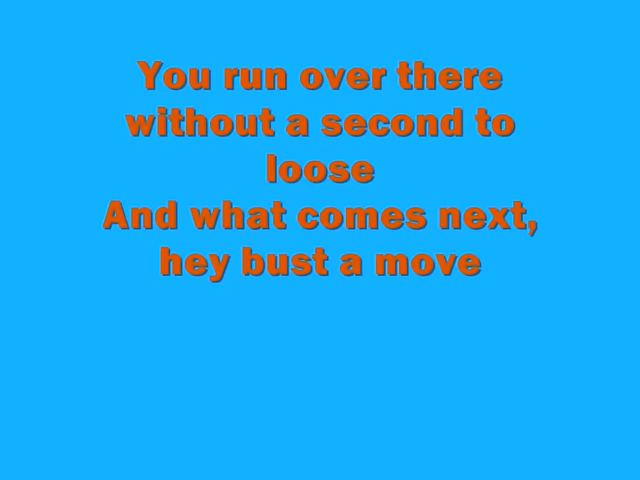 You run over there
without a second to
loose
And what comes next,
hey bust a move